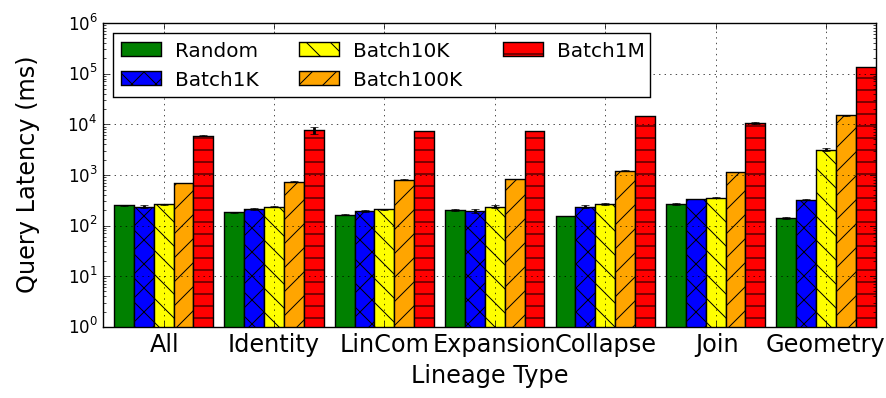 Query Latency (ms)
10^6
10^5
10^4
10^3
10^2
10^1
10^0
Random Batch10K Batch1M
Batch1K Batch100K
All Identity LinCom Expansion Collapse Join Geometry
Lineage Type